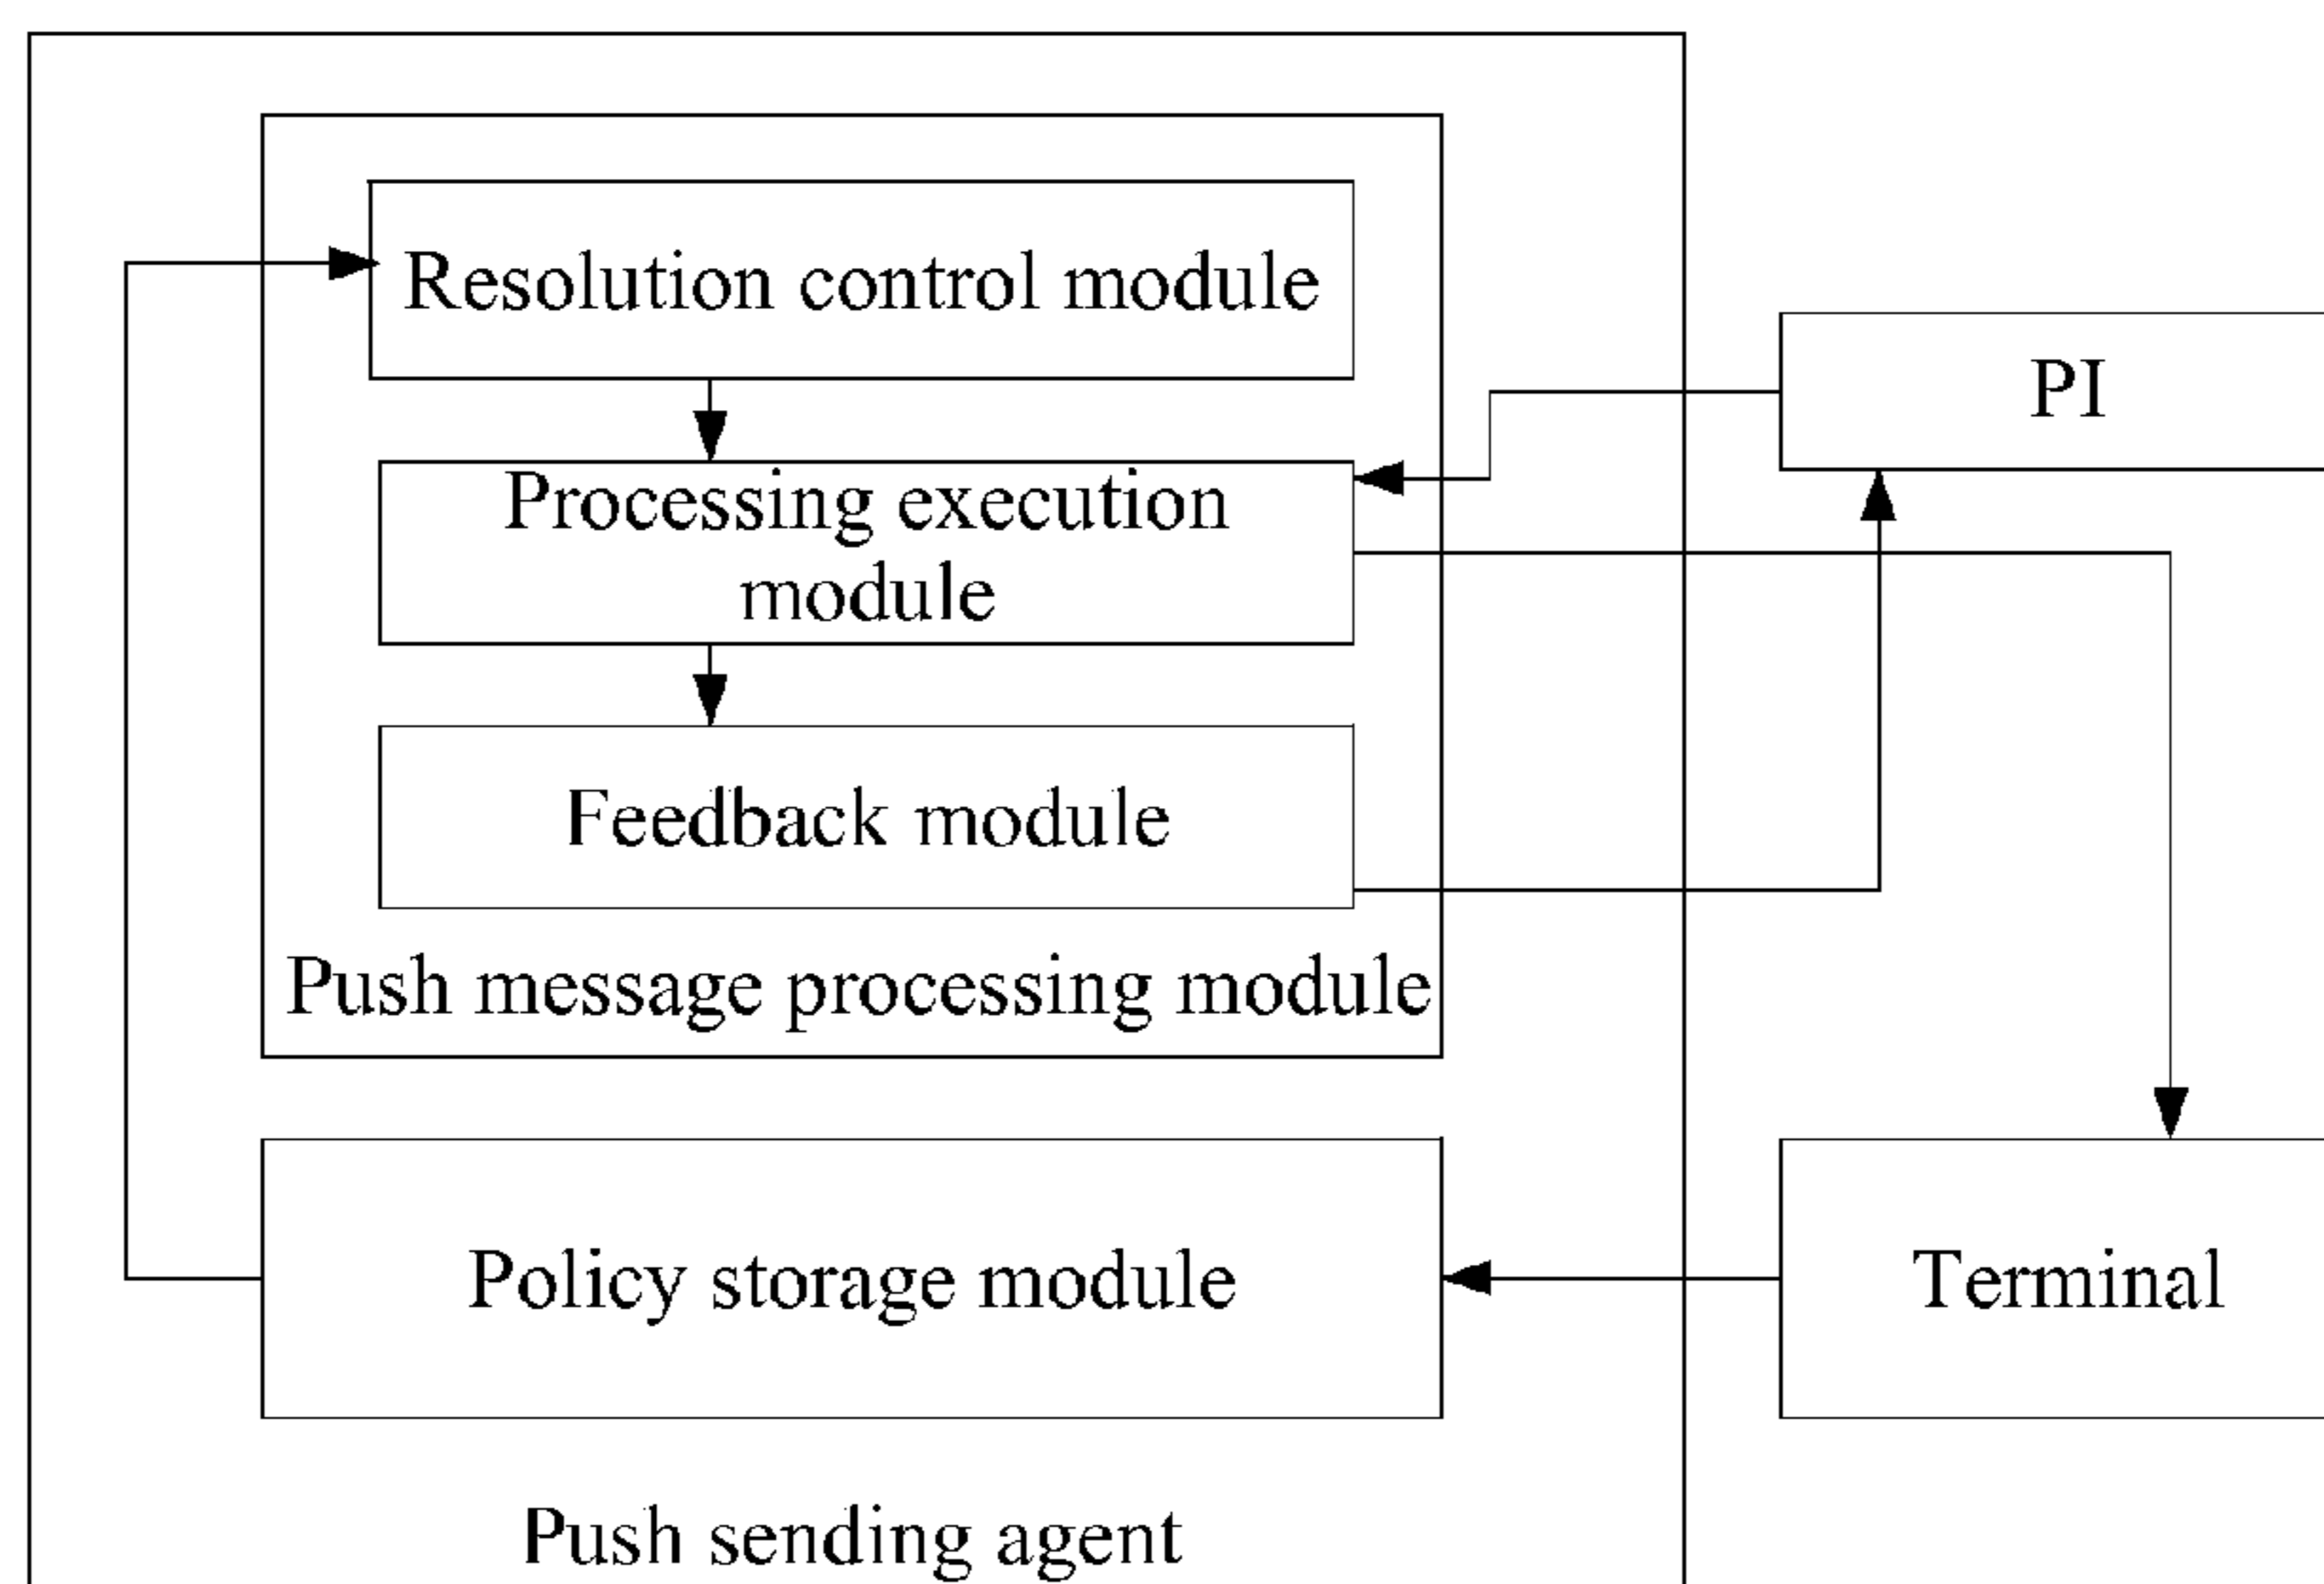 Resolution control module
PI
Processing execution
module
Feedback module
Push message processing module
Policy storage module
Terminal
Push sending agent